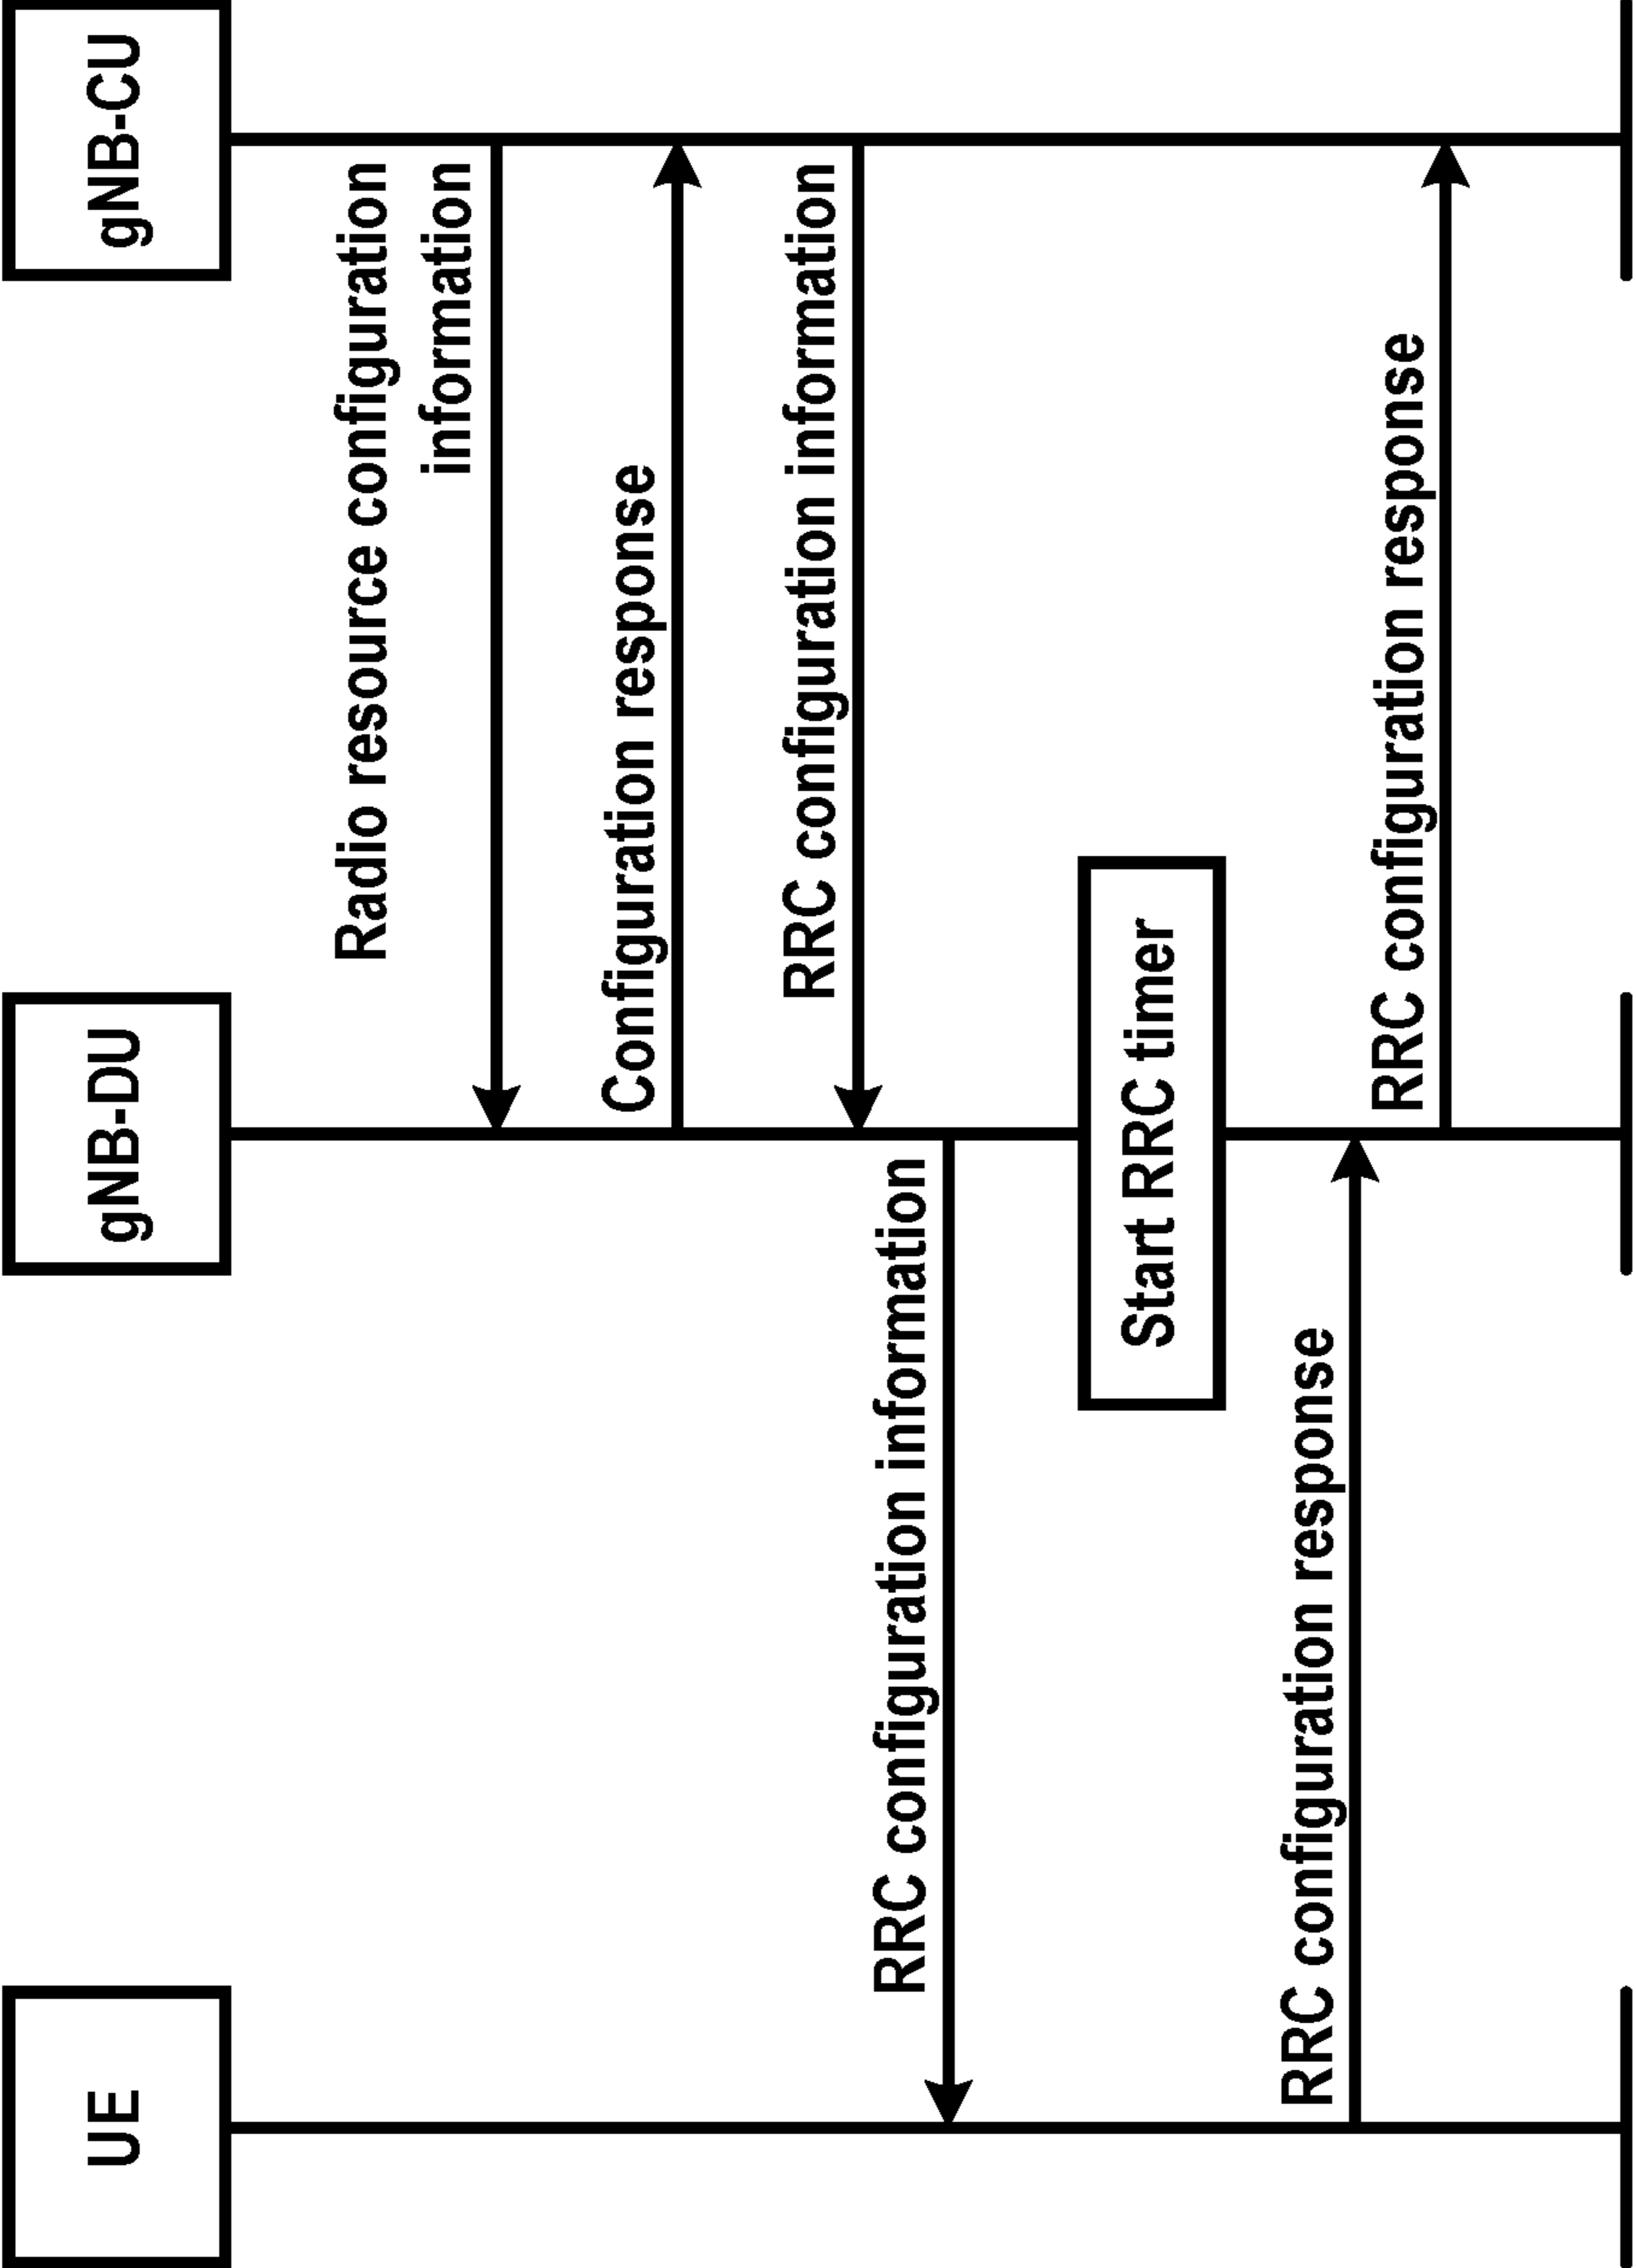 UE
gNB-DU
gNB-CU
Radio resource configuration
information
Configuration response
RRC configuration information
RRC configuration information
Start RRC timer
RRC configuration response
RRC configuration response